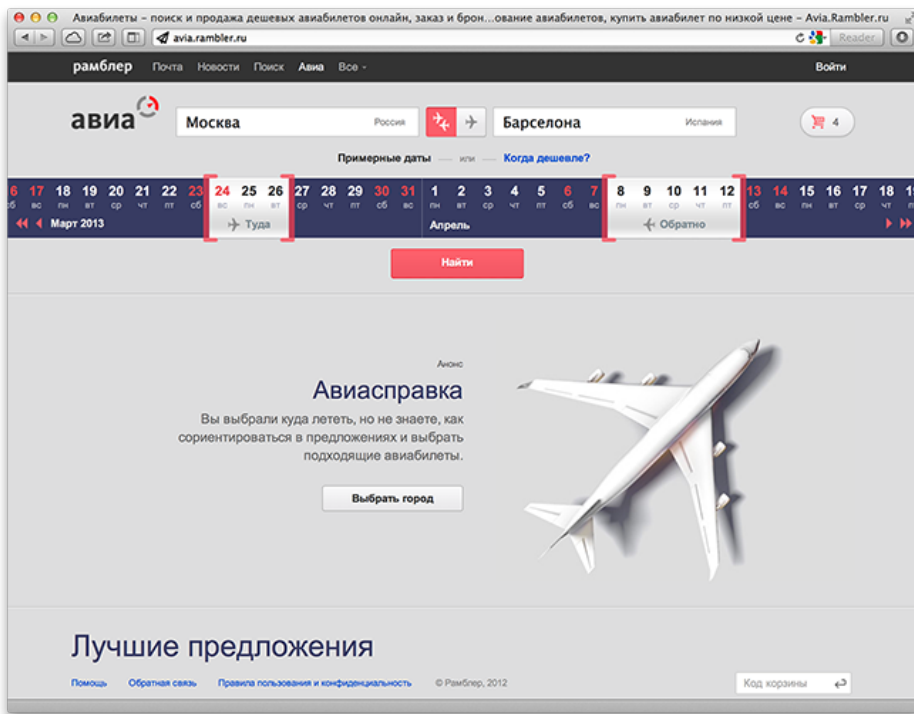 Авиабилеты – поиск и продажа дешевых авиабилетов онлайн, заказ и брон...ование авиабилетов, купить авиабилет по низкой цене – Avia.Rambler.ru
avia.rambler.ru Reader
рамблер Почта Новости Поиск Авиа Все Войти
авиа Москва Россия Барселона Испания 4
Примерные даты — или — Когда дешевле?
6 17 18 19 20 21 22 23 24 25 26 27 28 29 30 31 1 2 3 4 5 6 7 8 9 10 11 12 13 14 15 16 17 18
сб вс пн вт ср чт пт сб вс пн вт ср чт пт сб вс пн вт ср чт пт сб вс пн вт ср чт пт сб вс пн вт ср чт
Март 2013 Туда Апрель Обратно
Найти
Анонс
Авиасправка
Вы выбрали куда лететь, но не знаете, как
сориентироваться в предложениях и выбрать
подходящие авиабилеты.
Выбрать город
Лучшие предложения
Помощь Обратная связь Правила пользования и конфиденциальность © Рамблер, 2012 Код корзины